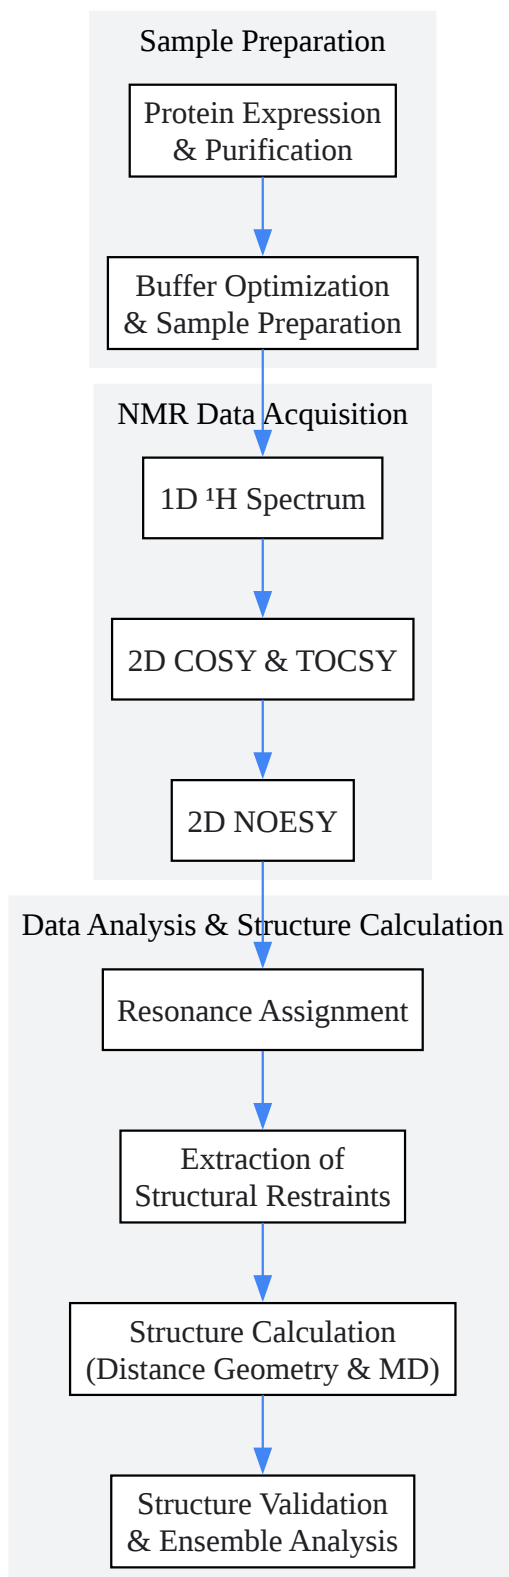 Sample Preparation
Protein Expression
& Purification
Buffer Optimization
& Sample Preparation
NMR Data Acquisition
1D ¹H Spectrum
2D COSY & TOCSY
2D NOESY
Data Analysis & Structure Calculation
Resonance Assignment
Extraction of
Structural Restraints
Structure Calculation
(Distance Geometry & MD)
Structure Validation
& Ensemble Analysis